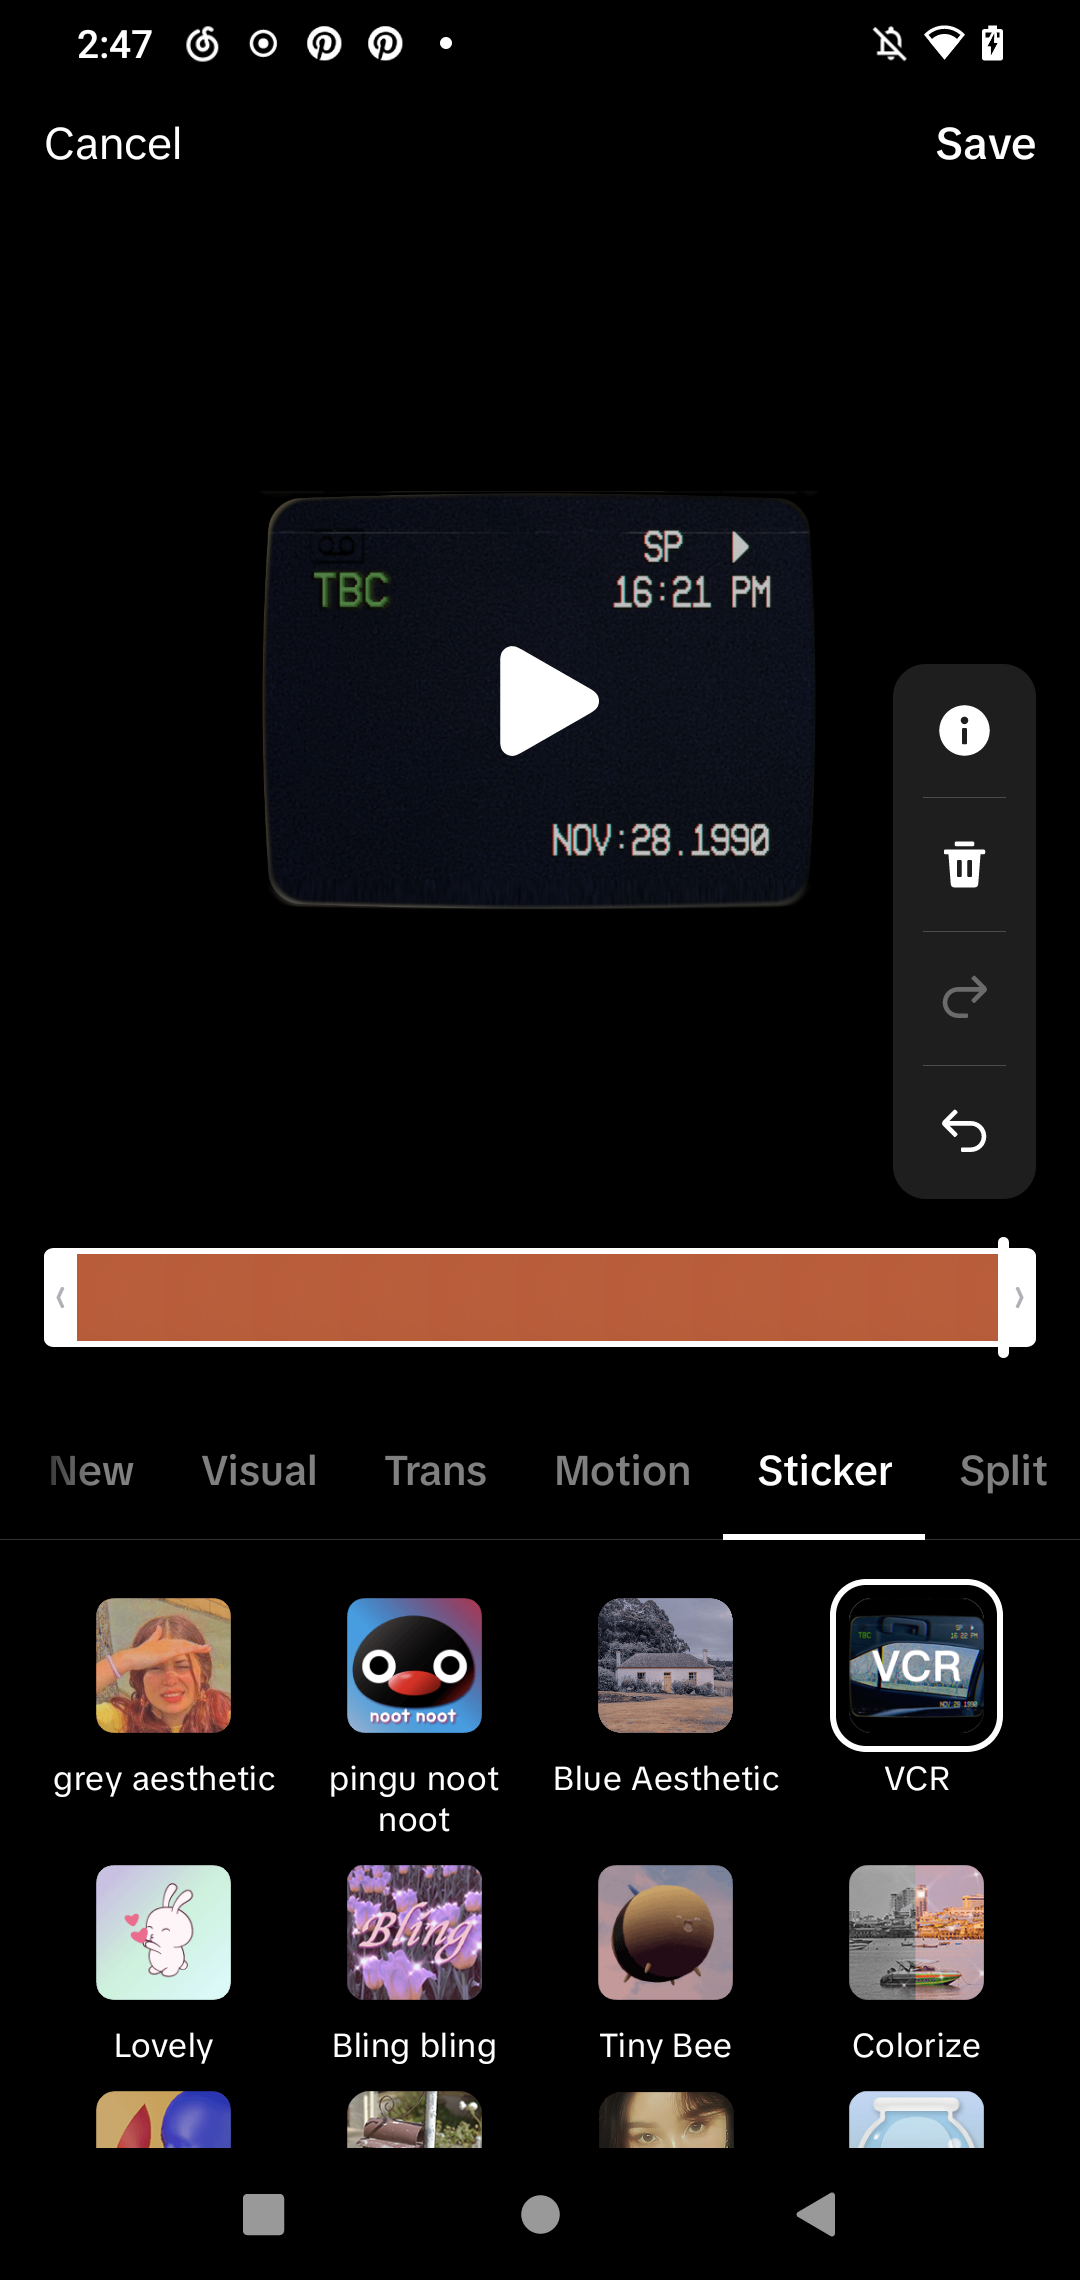 2:47
Cancel
Save
SP
TBC
16:21 PM
NOV:28.1990
New
Visual
Trans
Motion
Sticker
Split
noot noot
VCR
grey aesthetic
pingu noot
noot
Blue Aesthetic
VCR
Bling
Lovely
Bling bling
Tiny Bee
Colorize